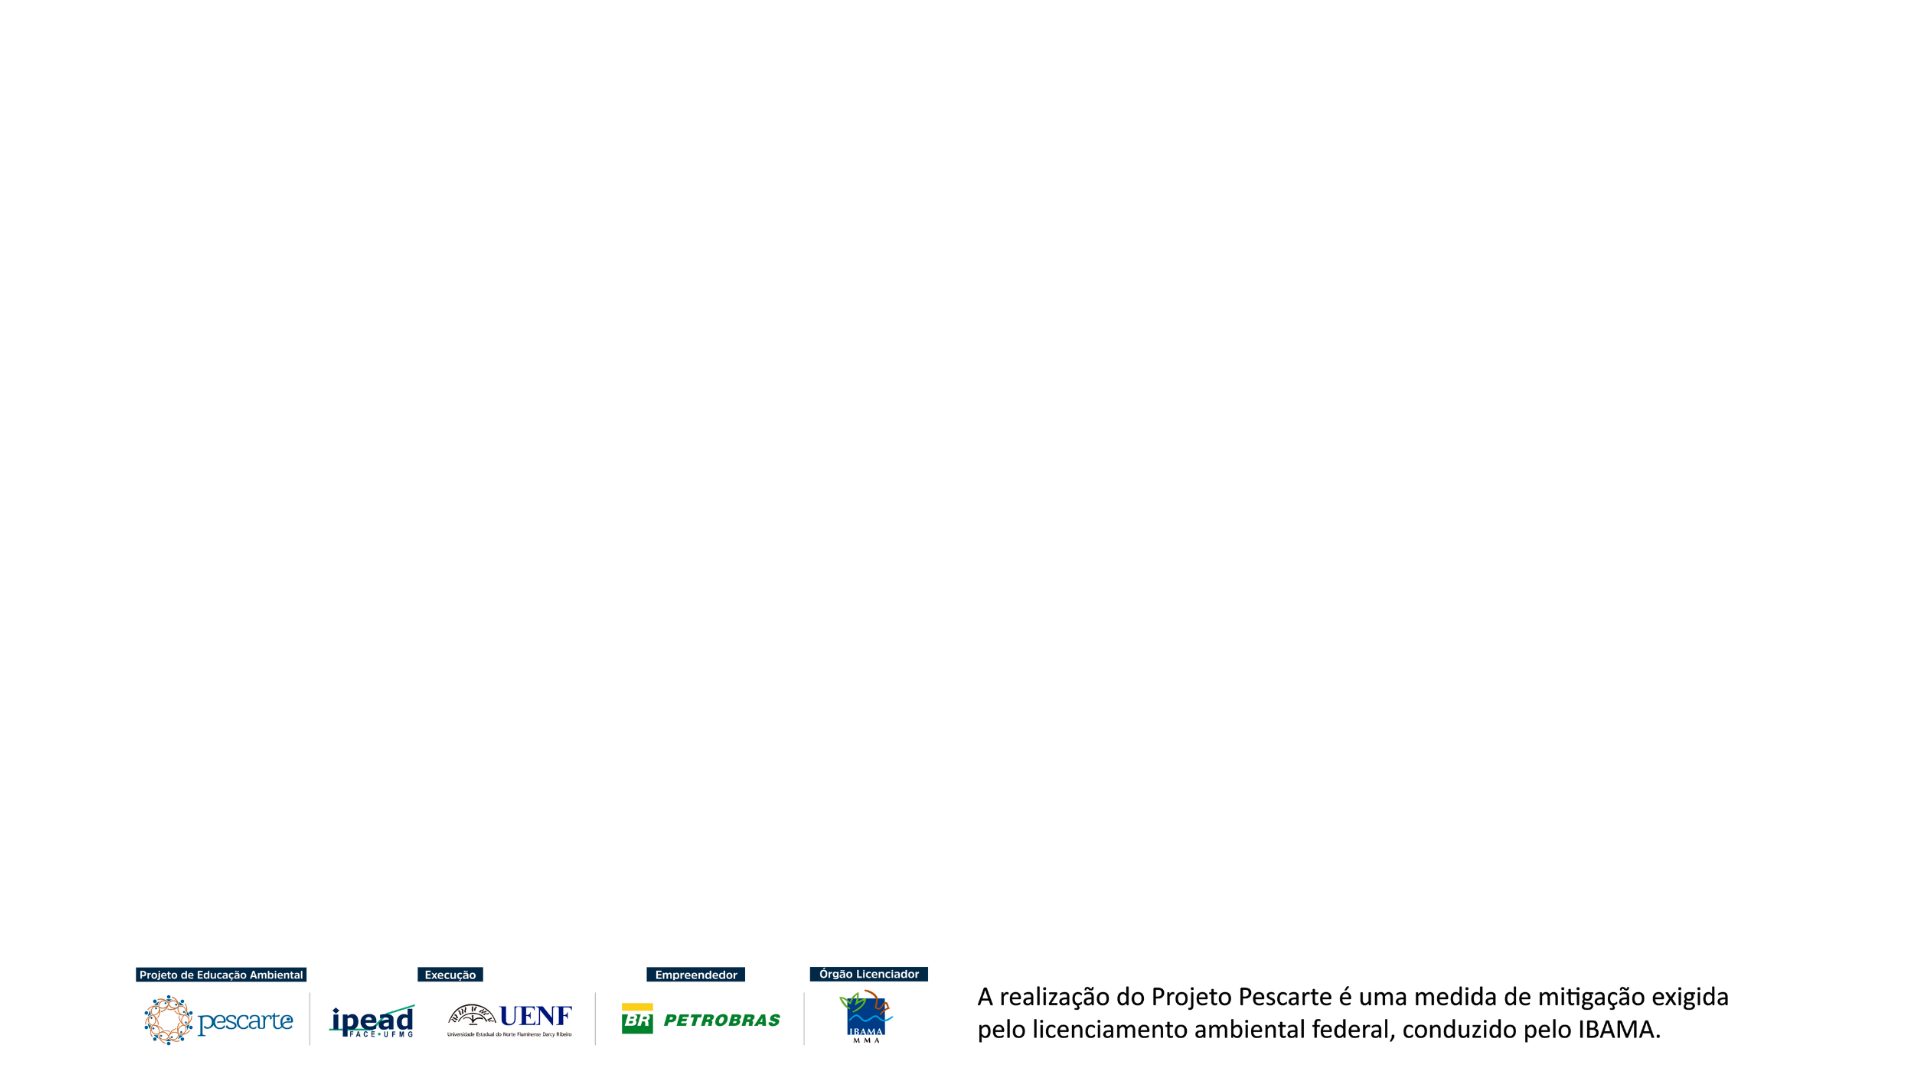 Projeto de Educação Ambiental
Execução
Empreendedor
Órgão Licenciador
pescarte
ipead
FACE·UFMG
UENF
Universidade Estadual do Norte Fluminense Darcy Ribeiro
BR PETROBRAS
IBAMA
MMA
A realização do Projeto Pescarte é uma medida de mitigação exigida
pelo licenciamento ambiental federal, conduzido pelo IBAMA.